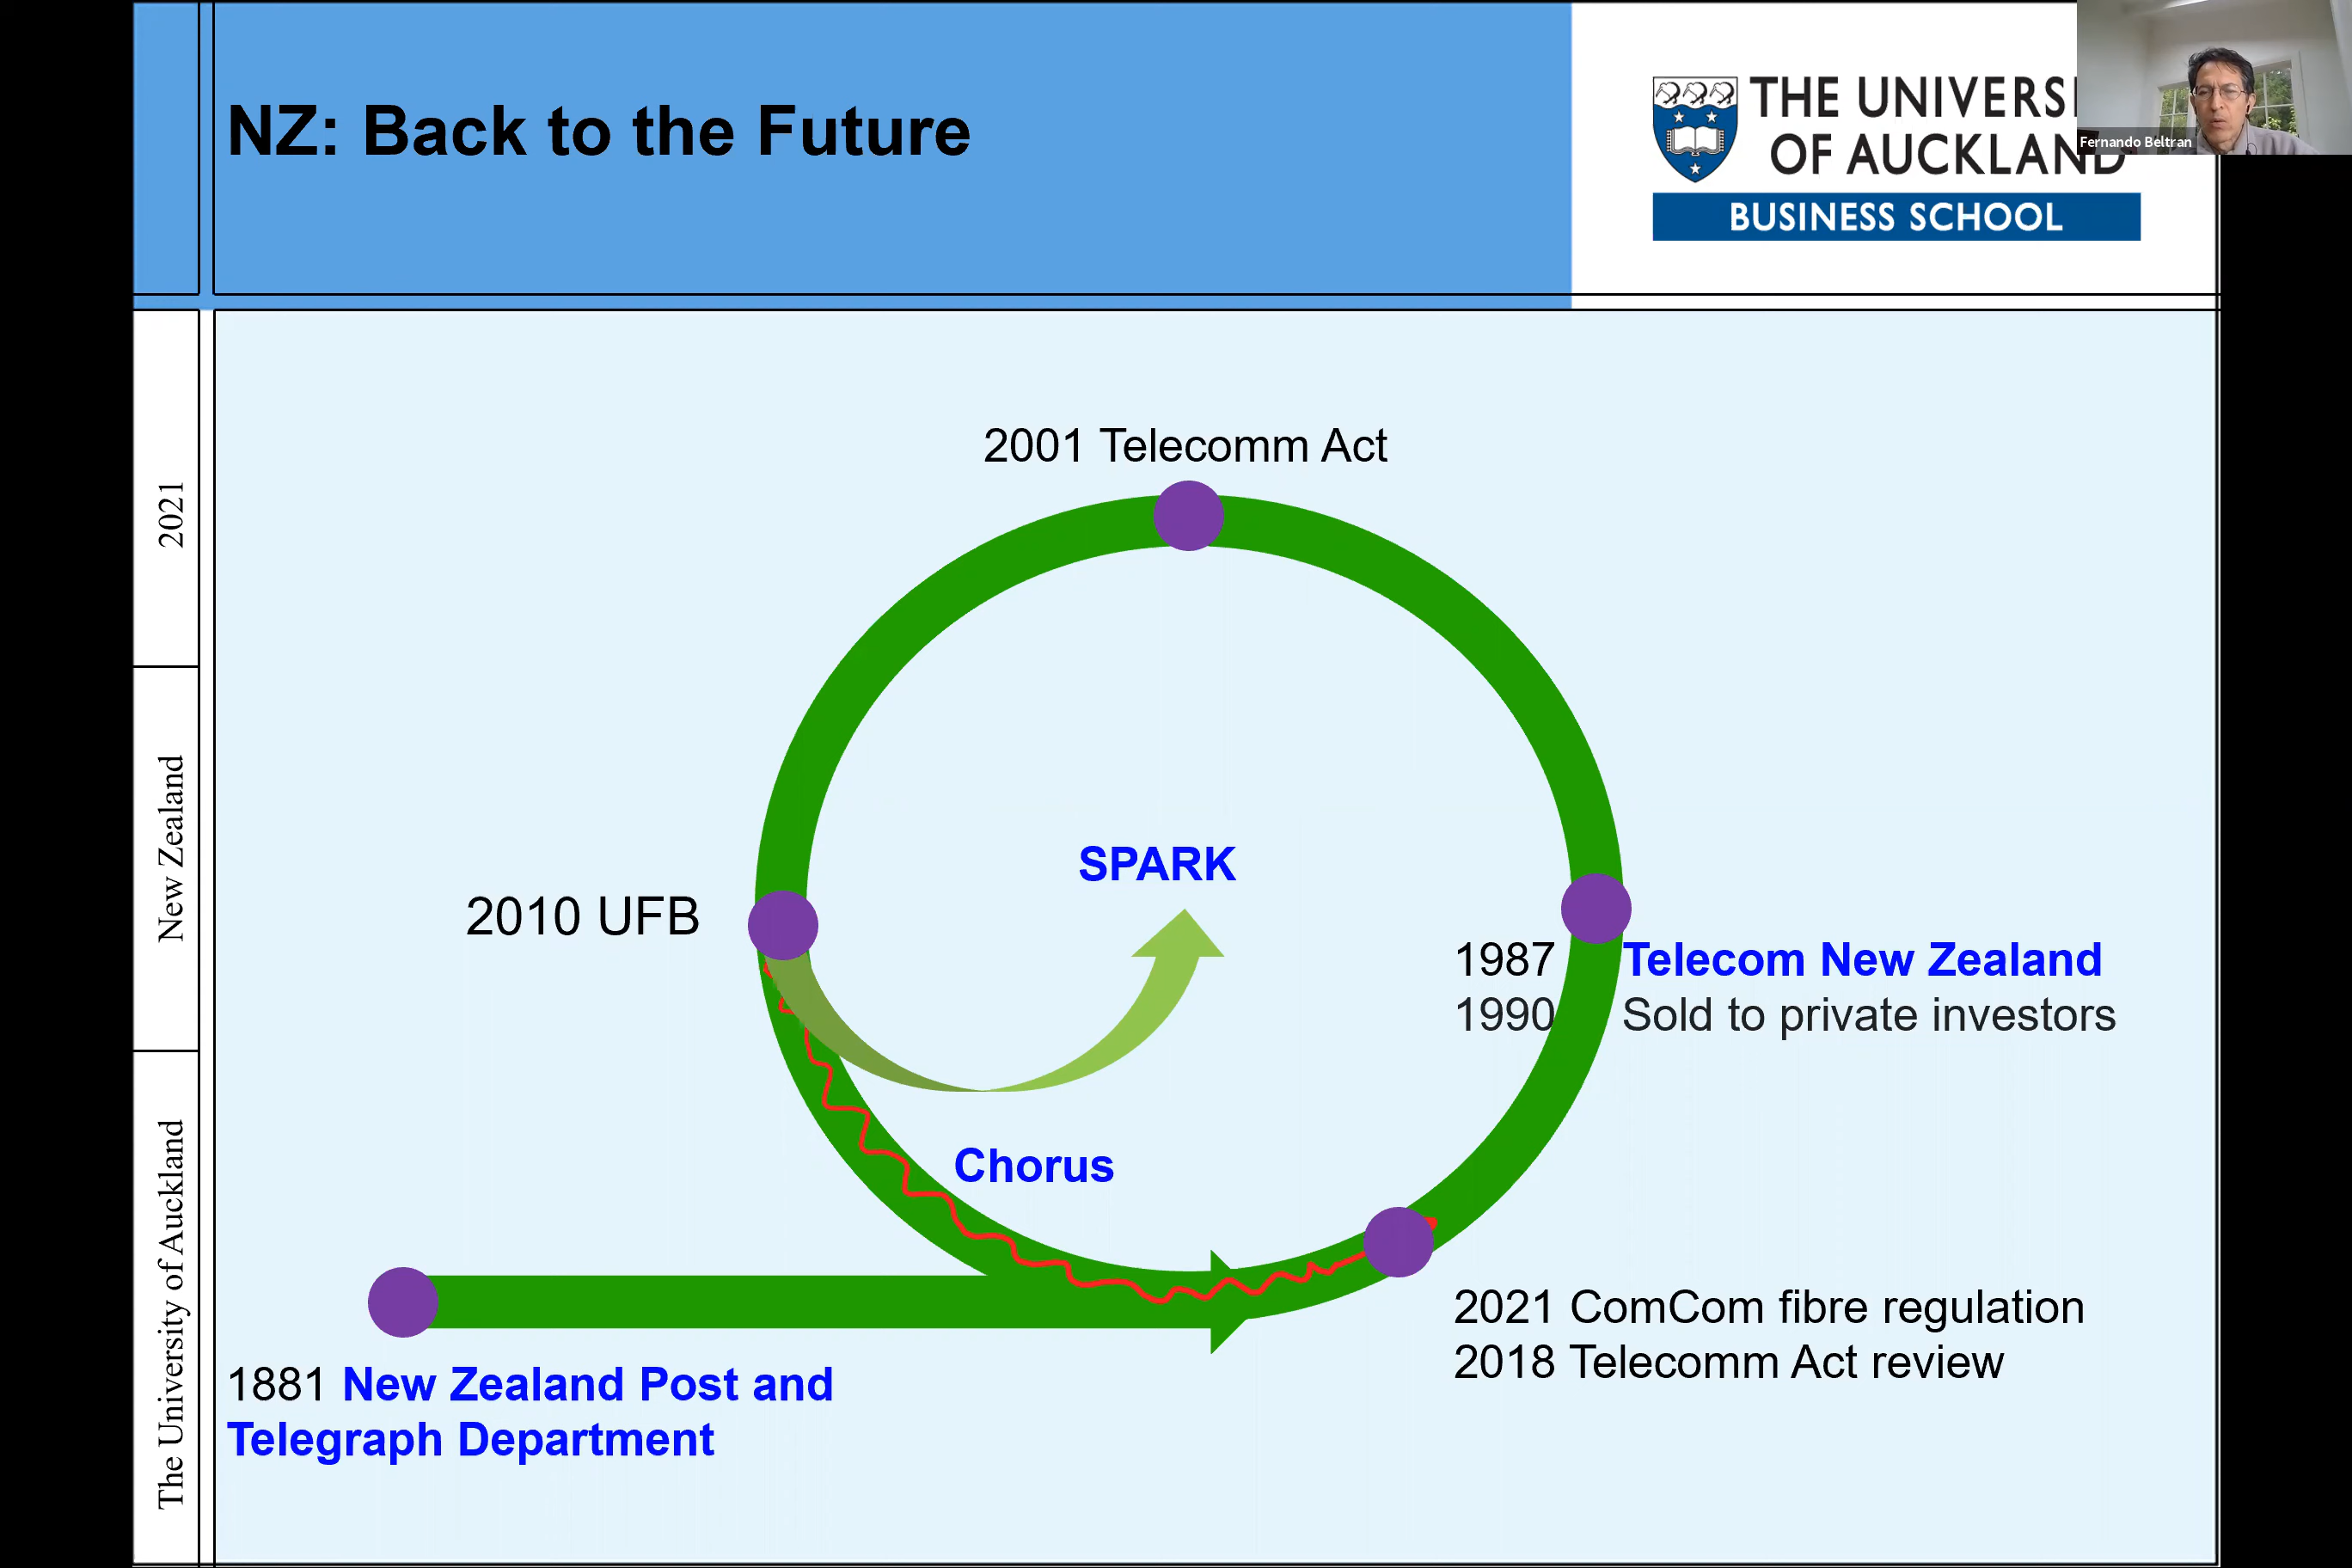 NZ: Back to the Future
THE UNIVERSI
OF AUCKLAND
BUSINESS SCHOOL
Fernando Beltran
2021
New Zealand
The University of Auckland
2001 Telecomm Act
SPARK
2010 UFB
1987 Telecom New Zealand
1990 Sold to private investors
Chorus
2021 ComCom fibre regulation
2018 Telecomm Act review
1881 New Zealand Post and
Telegraph Department